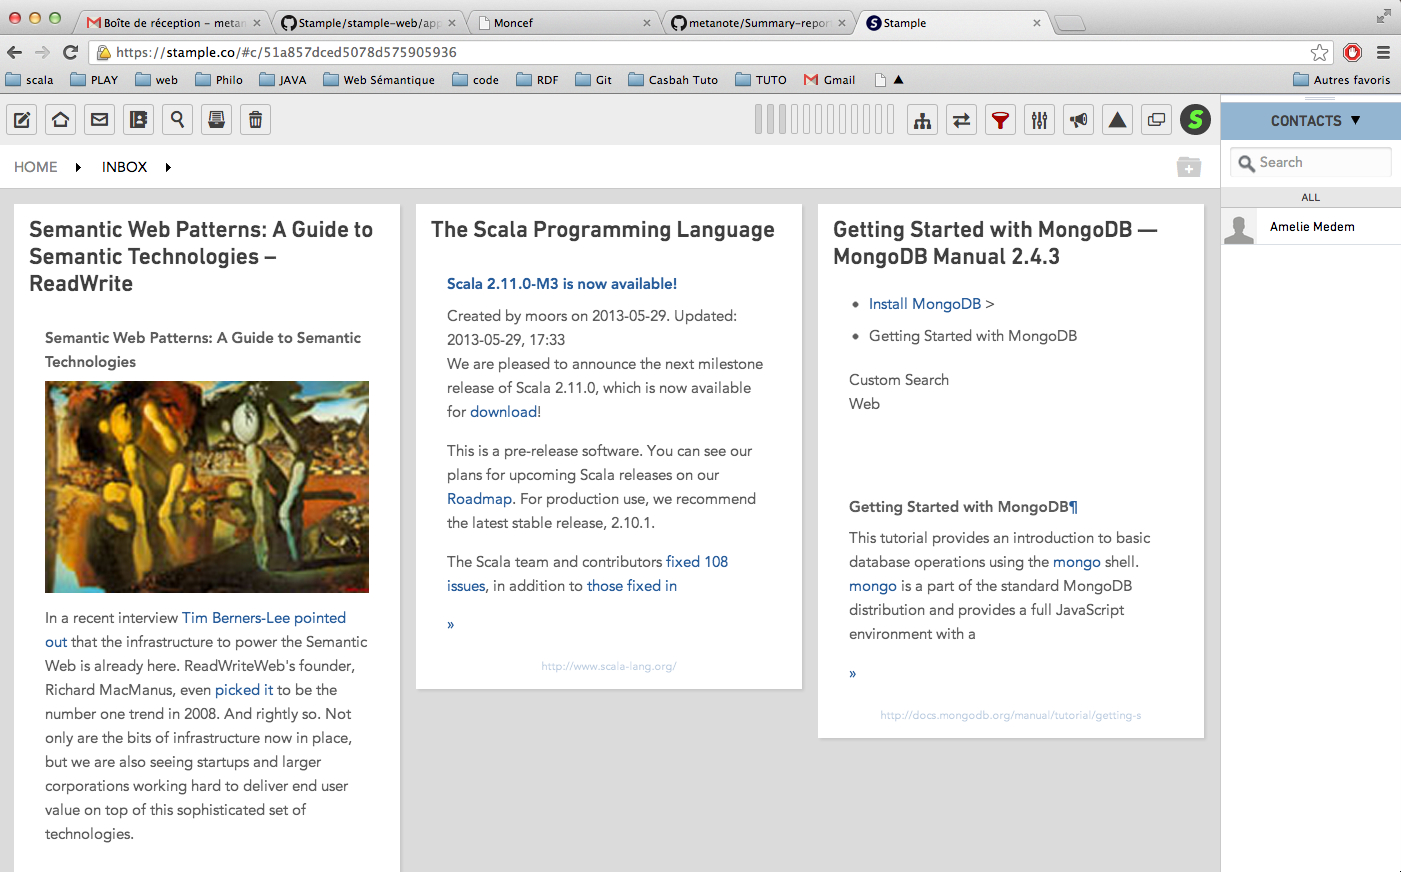 Boîte de réception – metan
Stample/stample-web/app
Moncef
metanote/Summary-report
Stample
https://stample.co/#c/51a857dced5078d575905936
scala
PLAY
web
Philo
JAVA
Web Sémantique
code
RDF
Git
Casbah Tuto
TUTO
Gmail
Autres favoris
HOME
INBOX
CONTACTS
Search
ALL
Amelie Medem
Semantic Web Patterns: A Guide to
Semantic Technologies –
ReadWrite
Semantic Web Patterns: A Guide to Semantic
Technologies
In a recent interview Tim Berners-Lee pointed
out that the infrastructure to power the Semantic
Web is already here. ReadWriteWeb's founder,
Richard MacManus, even picked it to be the
number one trend in 2008. And rightly so. Not
only are the bits of infrastructure now in place,
but we are also seeing startups and larger
corporations working hard to deliver end user
value on top of this sophisticated set of
technologies.
The Scala Programming Language
Scala 2.11.0-M3 is now available!
Created by moors on 2013-05-29. Updated:
2013-05-29, 17:33
We are pleased to announce the next milestone
release of Scala 2.11.0, which is now available
for download!
This is a pre-release software. You can see our
plans for upcoming Scala releases on our
Roadmap. For production use, we recommend
the latest stable release, 2.10.1.
The Scala team and contributors fixed 108
issues, in addition to those fixed in
»
http://www.scala-lang.org/
Getting Started with MongoDB —
MongoDB Manual 2.4.3
• Install MongoDB >
• Getting Started with MongoDB
Custom Search
Web
Getting Started with MongoDB¶
This tutorial provides an introduction to basic
database operations using the mongo shell.
mongo is a part of the standard MongoDB
distribution and provides a full JavaScript
environment with a
»
http://docs.mongodb.org/manual/tutorial/getting-s